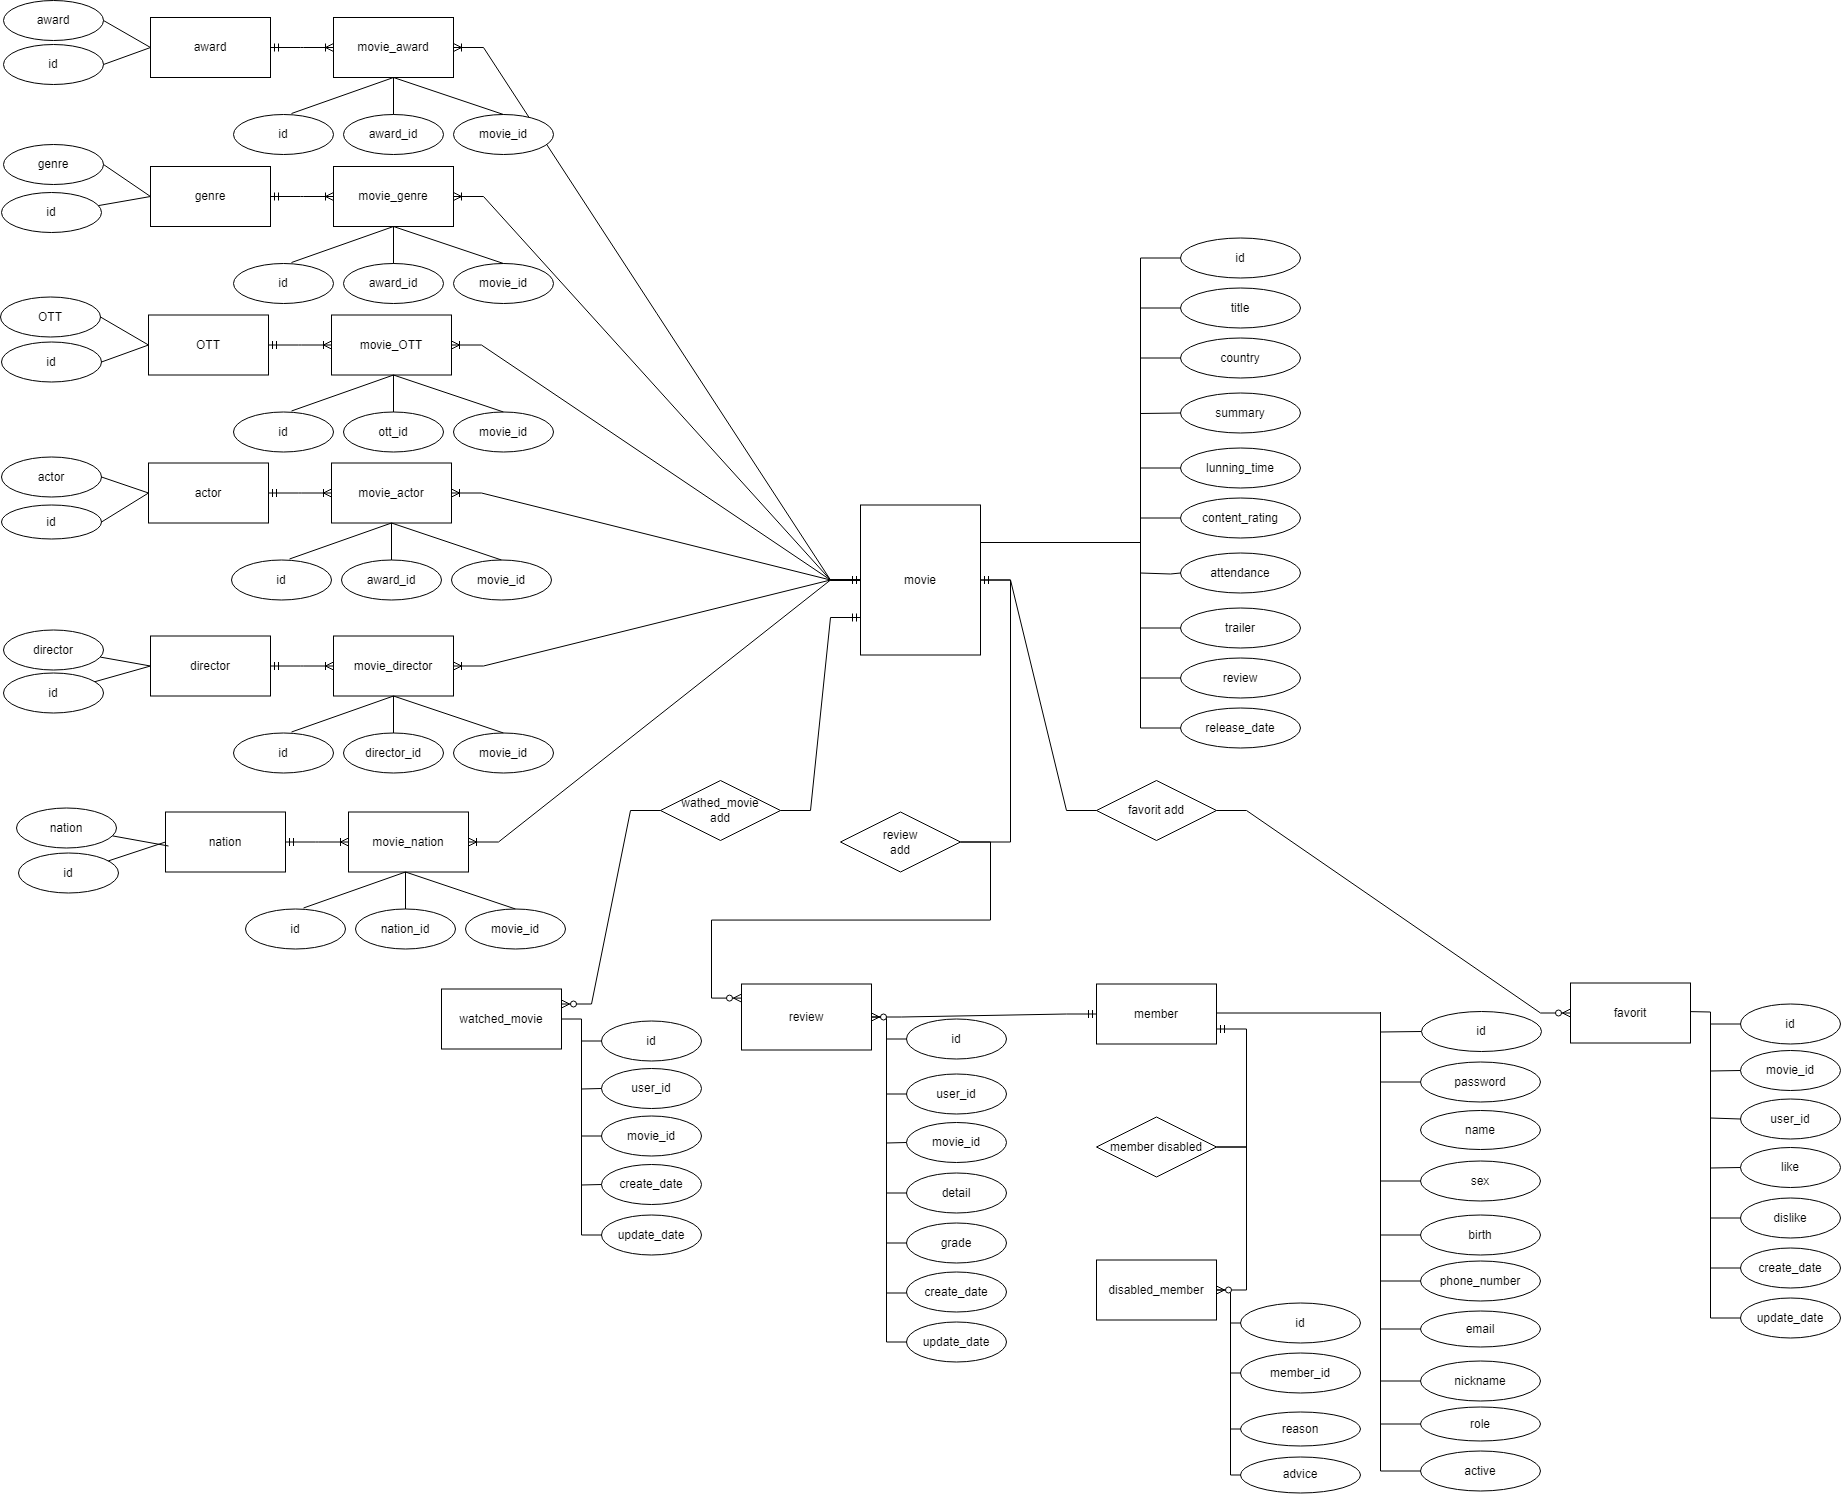 award
id
award
movie_award
id
award_id
movie_id
genre
id
genre
movie_genre
id
award_id
movie_id
OTT
id
OTT
movie_OTT
id
ott_id
movie_id
actor
id
actor
movie_actor
id
award_id
movie_id
director
id
director
movie_director
id
director_id
movie_id
nation
id
nation
movie_nation
id
nation_id
movie_id
movie
id
title
country
summary
lunning_time
content_rating
attendance
trailer
review
release_date
wathed_movie
add
review
add
favorit add
watched_movie
id
user_id
movie_id
create_date
update_date
review
id
user_id
movie_id
detail
grade
create_date
update_date
member
member disabled
disabled_member
id
member_id
reason
advice
id
password
name
sex
birth
phone_number
email
nickname
role
active
favorit
id
movie_id
user_id
like
dislike
create_date
update_date